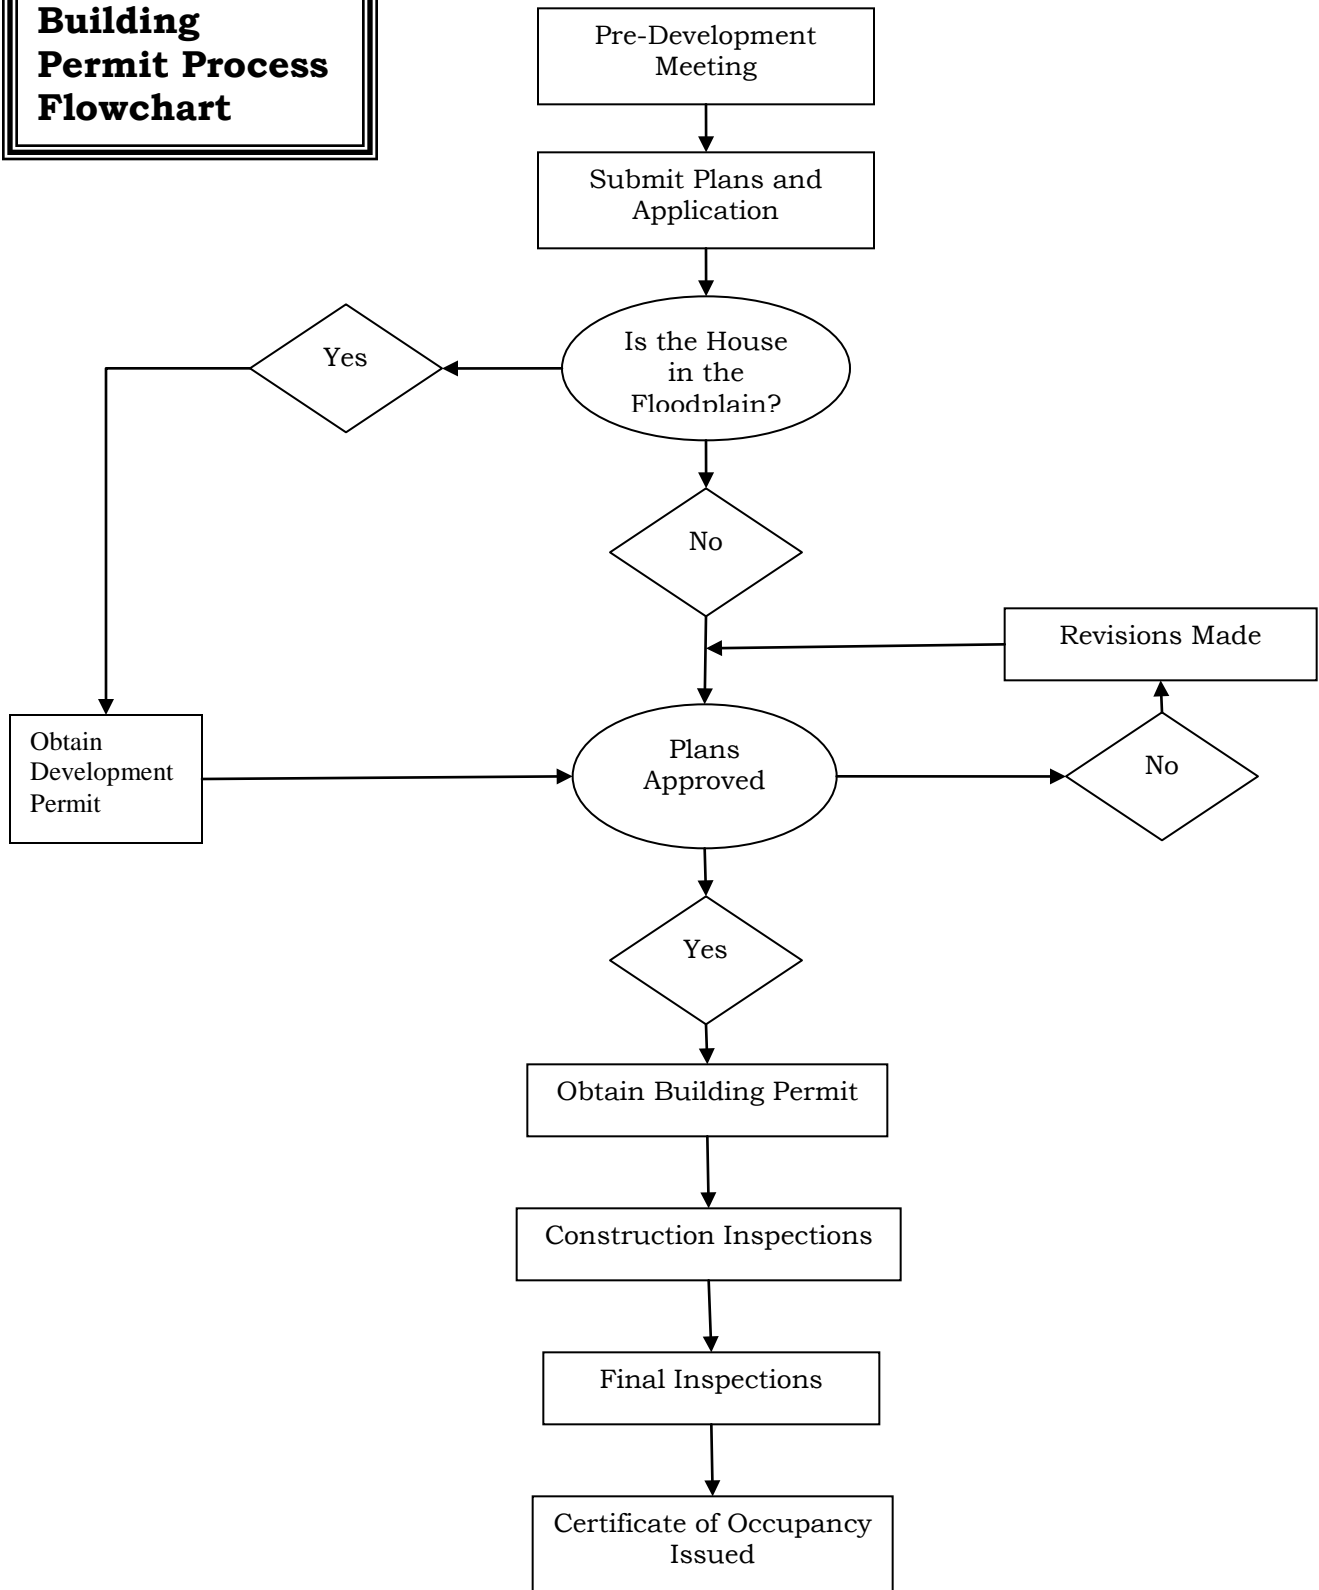 Building
Permit Process
Flowchart
Pre-Development
Meeting
Submit Plans and
Application
Is the House
in the
Floodplain?
Yes
No
Revisions Made
Obtain
Development
Permit
Plans
Approved
No
Yes
Obtain Building Permit
Construction Inspections
Final Inspections
Certificate of Occupancy
Issued